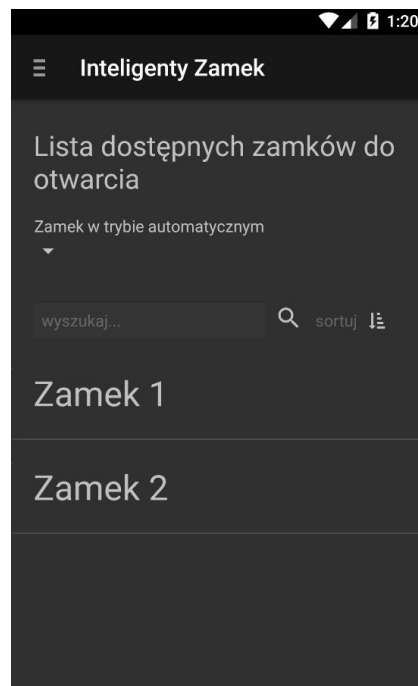 1:20
Inteligenty Zamek
Lista dostępnych zamków do
otwarcia
Zamek w trybie automatycznym
wyszukaj...
sortuj
Zamek 1
Zamek 2